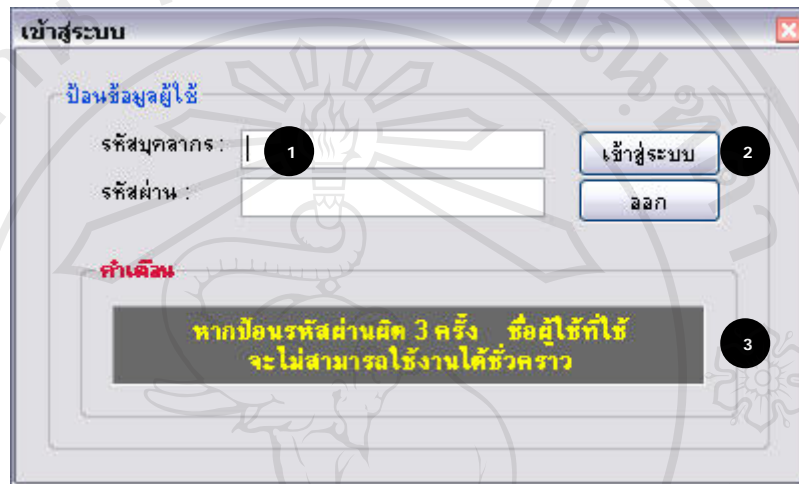 เข้าสู่ระบบ
ป้อนข้อมูลผู้ใช้
รหัสบุคลากร :
1
เข้าสู่ระบบ
2
รหัสผ่าน :
ออก
คำเตือน
หากป้อนรหัสผ่านผิด 3 ครั้ง ชื่อผู้ใช้ที่ใช้
จะไม่สามารถใช้งานได้ชั่วคราว
3